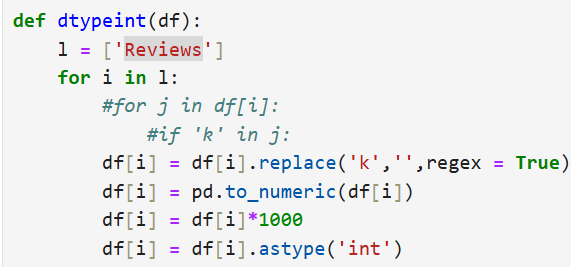 def dtypeint(df):
    l = ['Reviews']
    for i in l:
        #for j in df[i]:
            #if 'k' in j:
        df[i] = df[i].replace('k','',regex = True)
        df[i] = pd.to_numeric(df[i])
        df[i] = df[i]*1000
        df[i] = df[i].astype('int')